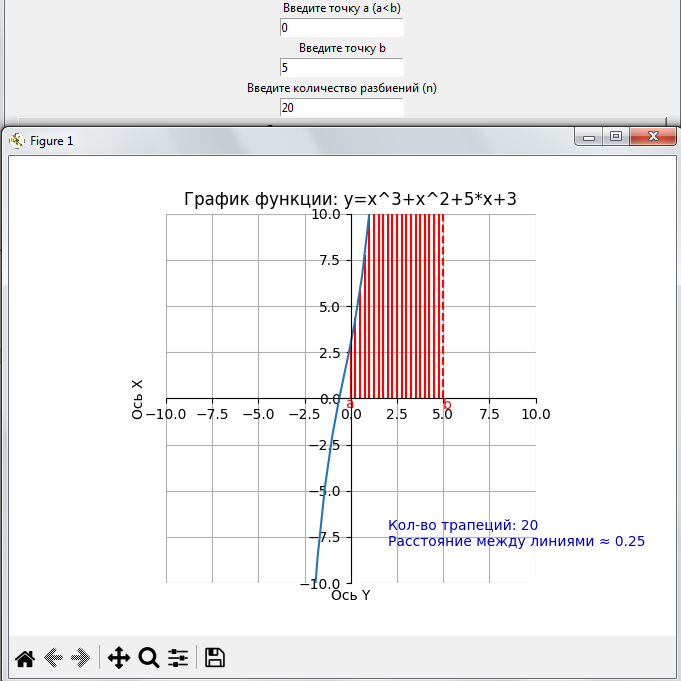 Введите точку a (a<b)
0
Введите точку b
5
Введите количество разбиений (n)
20
Figure 1
График функции: y=x^3+x^2+5*x+3
10.0
7.5
5.0
2.5
0.0
a
b
Ось X
−10.0 −7.5 −5.0 −2.5 0.0 2.5 5.0 7.5 10.0
−2.5
−5.0
Кол-во трапеций: 20
−7.5
Расстояние между линиями ≈ 0.25
−10.0
Ось Y